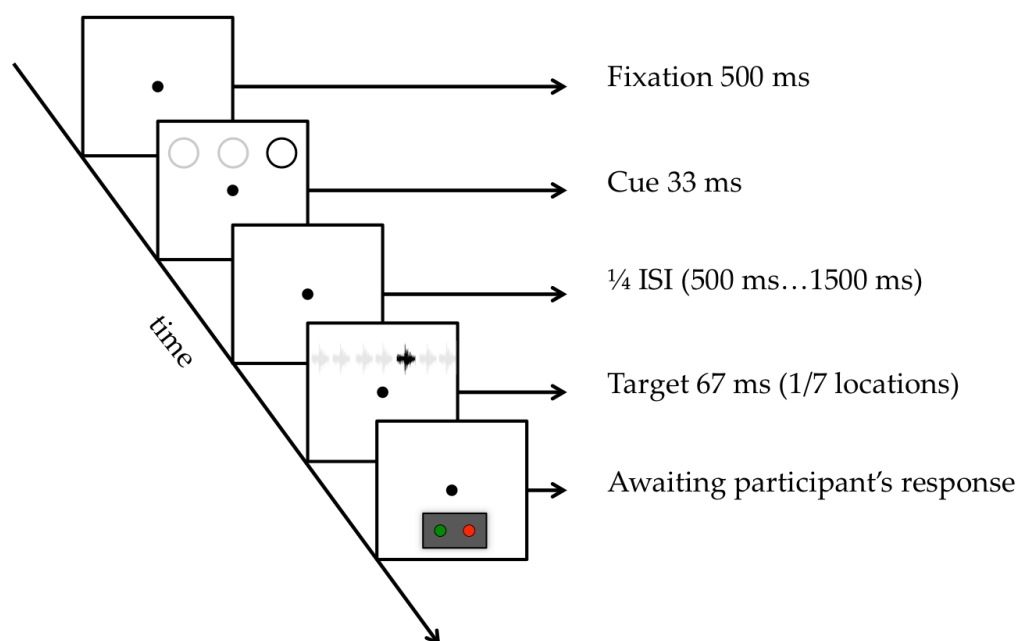 Fixation 500 ms
Cue 33 ms
¼ ISI (500 ms…1500 ms)
time
Target 67 ms (1/7 locations)
Awaiting participant’s response